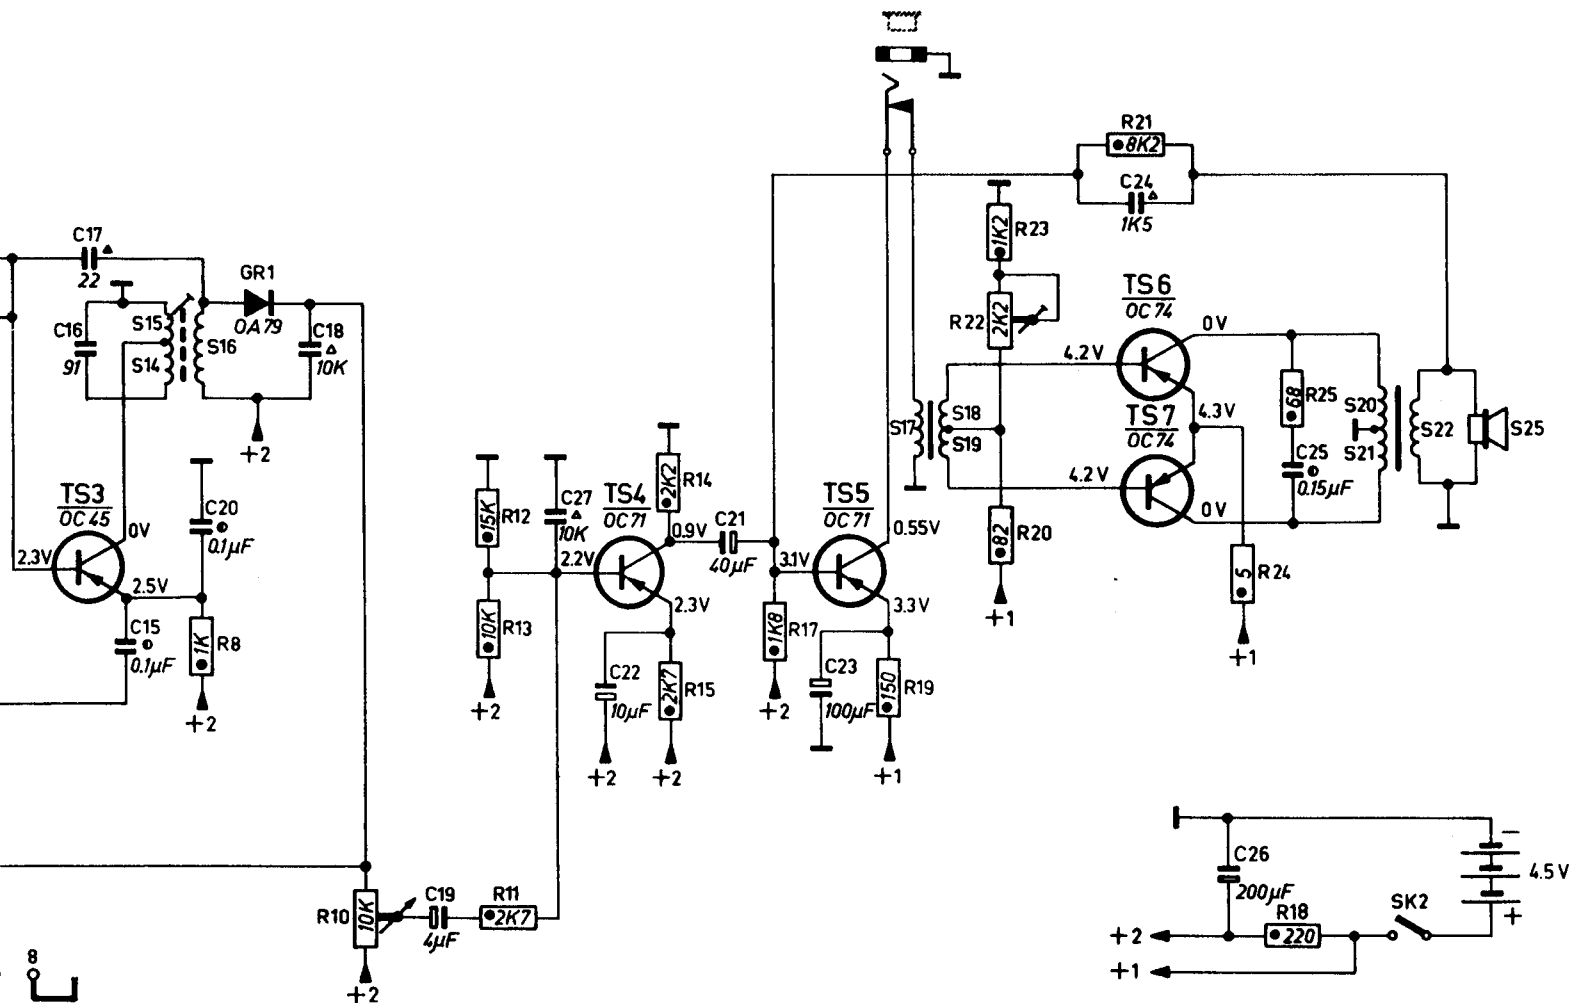 R21
8K2
C24
1K5
R23
1K2
R22
2K2
C17
22
GR1
OA79
C16
91
S15
S14
S16
C18
10K
+2
TS3
OC45
0V
2.3V
2.5V
C20
0.1µF
C15
0.1µF
R8
1K
+2
R12
15K
R13
10K
+2
C27
10K
2.2V
TS4
OC71
R14
2K2
0.9V
2.3V
C21
40µF
C22
10µF
+2
R15
2K7
+2
TS5
OC71
3.1V
0.55V
3.3V
R17
1K8
+2
C23
100µF
R19
150
+1
S17
S18
S19
R20
82
+1
TS6
OC74
4.2V
0V
4.3V
TS7
OC74
4.2V
0V
R24
5
+1
R25
68
C25
0.15µF
S20
S21
S22
S25
R10
10K
+2
C19
4µF
R11
2K7
8
C26
200µF
R18
220
SK2
−
4.5V
+
+2
+1